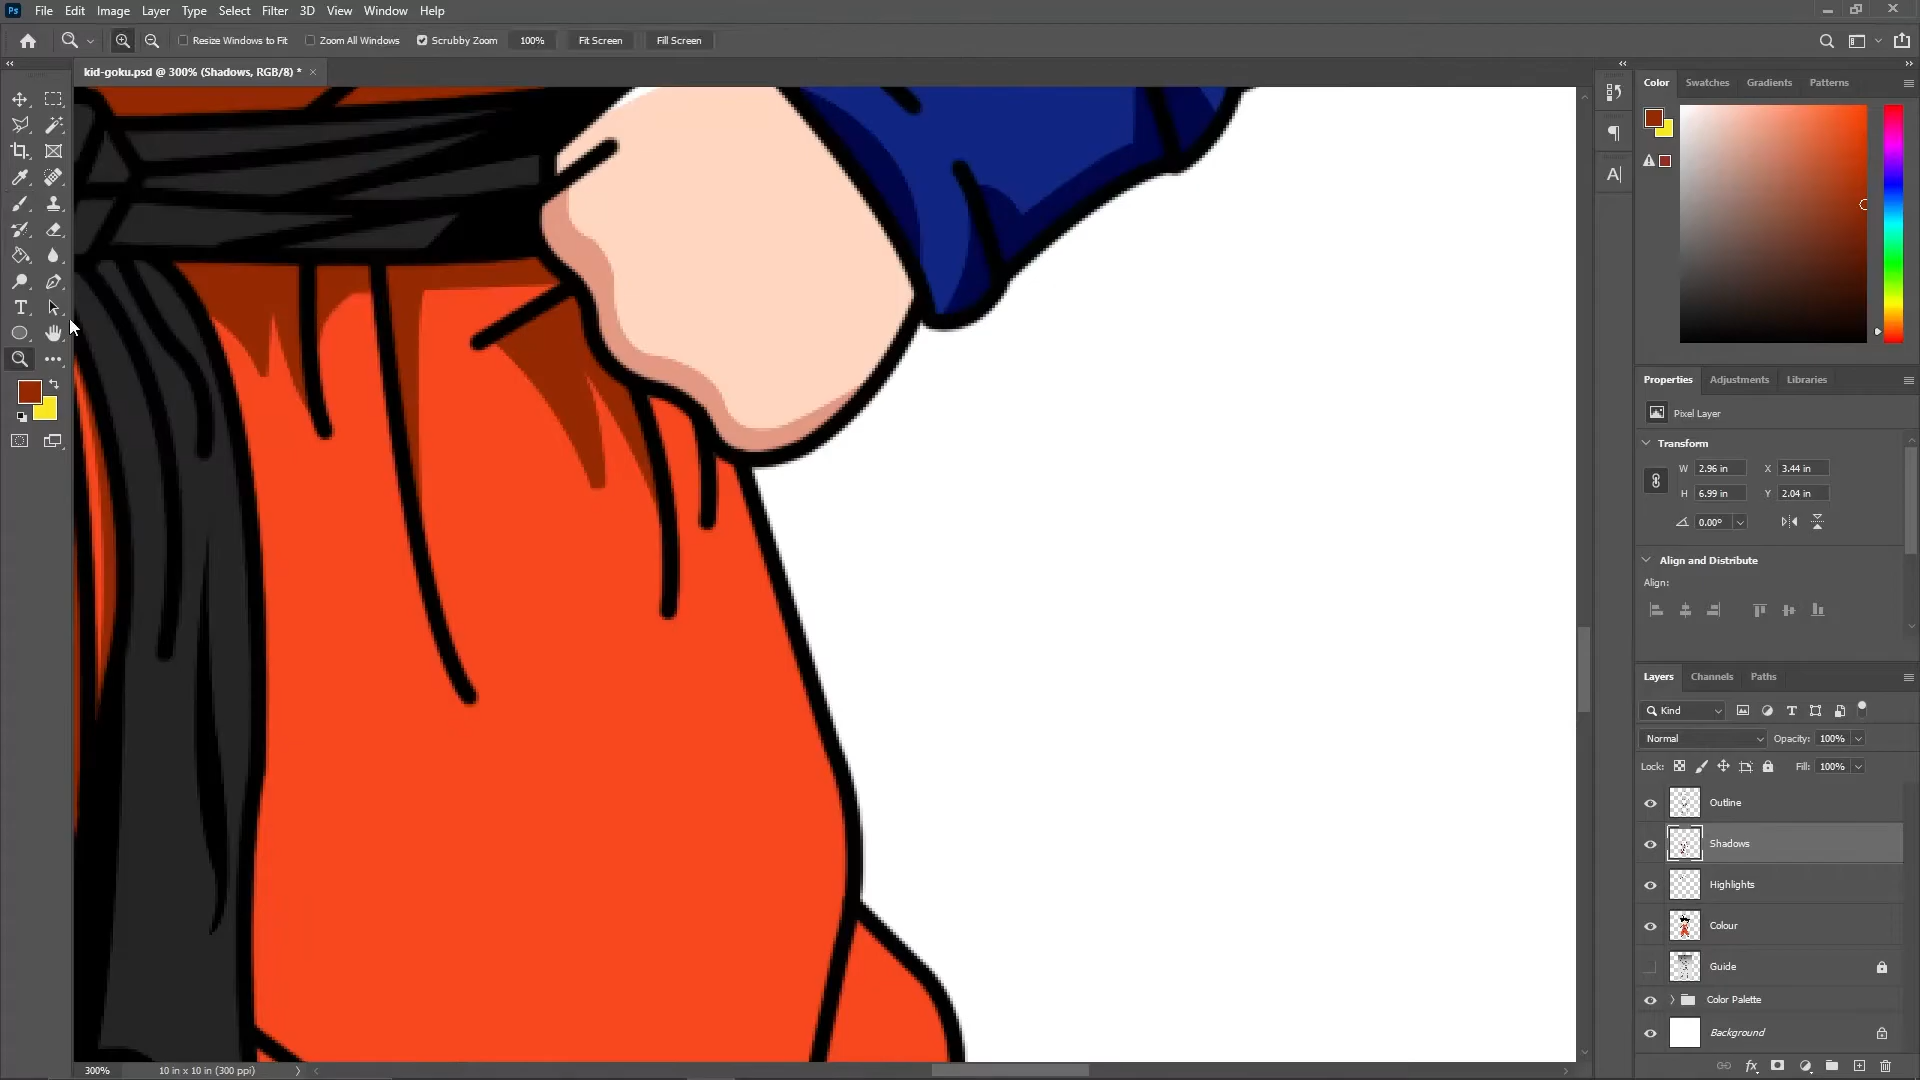 Ps File Edit Image Layer Type Select Filter 3D View Window Help
Resize Windows to Fit Zoom All Windows Scrubby Zoom 100% Fit Screen Fill Screen
kid-goku.psd @ 300% (Shadows, RGB/8) * ×
Color Swatches Gradients Patterns
Properties Adjustments Libraries
Pixel Layer
Transform
W 2.96 in X 3.44 in
H 6.99 in Y 2.04 in
0.00°
Align and Distribute
Align:
Layers Channels Paths
Kind
Normal Opacity: 100%
Lock: Fill: 100%
Outline
Shadows
Highlights
Colour
Guide
Color Palette
Background
300% 10 in x 10 in (300 ppi)